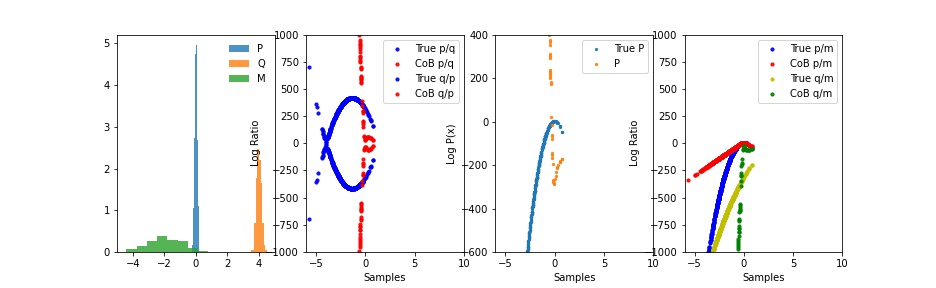 5
4
3
2
1
0
−4
−2
0
2
4
P
Q
M
Log Ratio
1000
750
500
250
0
−250
−500
−750
−1000
−5
0
5
10
Samples
True p/q
CoB p/q
True q/p
CoB q/p
Log P(x)
400
200
0
−200
−400
−600
−5
0
5
10
Samples
True P
P
Log Ratio
1000
750
500
250
0
−250
−500
−750
−1000
−5
0
5
10
Samples
True p/m
CoB p/m
True q/m
CoB q/m